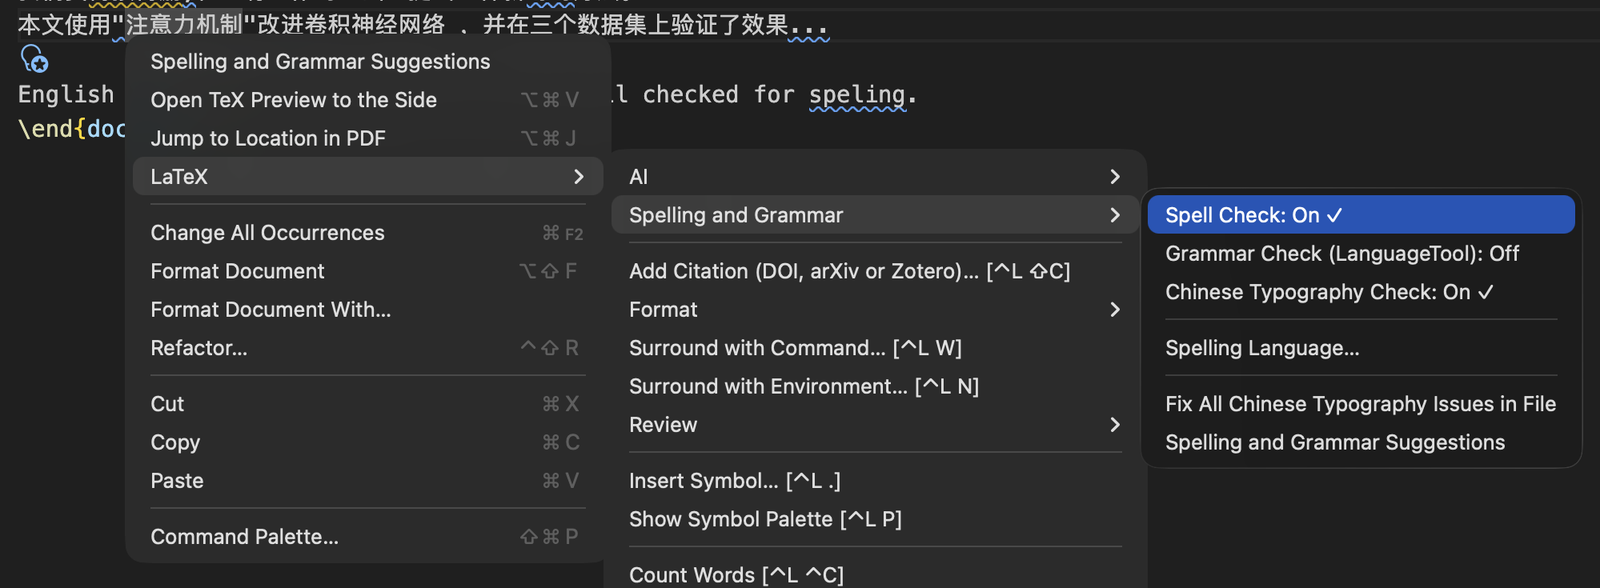 本文使用"注意力机制"改进卷积神经网络 ，并在三个数据集上验证了效果...
English
ll checked for speling.
\end{doc
Spelling and Grammar Suggestions
Open TeX Preview to the Side ⌥⌘V
Jump to Location in PDF ⌥⌘J
LaTeX
Change All Occurrences ⌘F2
Format Document ⌥⇧F
Format Document With...
Refactor... ^⇧R
Cut ⌘X
Copy ⌘C
Paste ⌘V
Command Palette... ⇧⌘P
AI
Spelling and Grammar
Add Citation (DOI, arXiv or Zotero)... [^L ⇧C]
Format
Surround with Command... [^L W]
Surround with Environment... [^L N]
Review
Insert Symbol... [^L .]
Show Symbol Palette [^L P]
Count Words [^L ^C]
Spell Check: On ✓
Grammar Check (LanguageTool): Off
Chinese Typography Check: On ✓
Spelling Language...
Fix All Chinese Typography Issues in File
Spelling and Grammar Suggestions